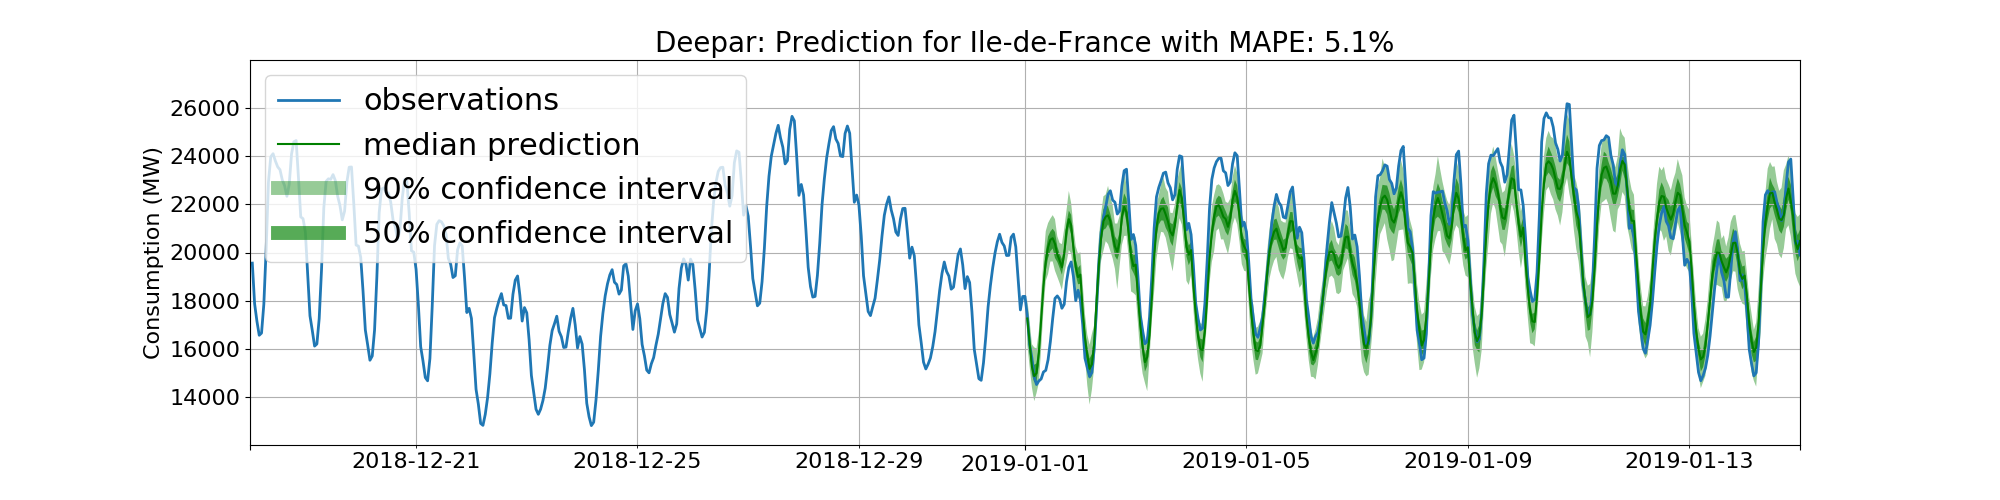 Deepar: Prediction for Ile-de-France with MAPE: 5.1%
observations
median prediction
90% confidence interval
50% confidence interval
Consumption (MW)
26000
24000
22000
20000
18000
16000
14000
2018-12-21
2018-12-25
2018-12-29
2019-01-01
2019-01-05
2019-01-09
2019-01-13